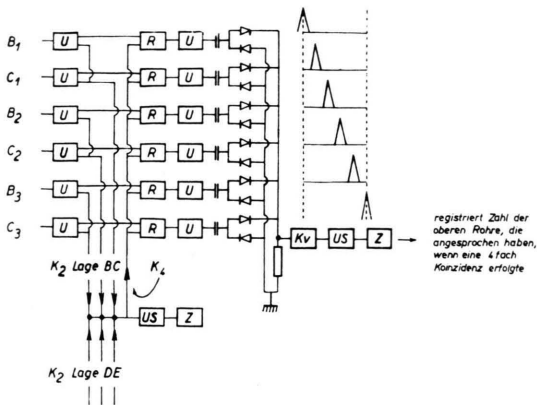 B1 U R U
C1 U R U
B2 U R U
C2 U R U
B3 U R U
C3 U R U
Kv US Z
registriert Zahl der
oberen Rohre, die
angesprochen haben,
wenn eine 4fach
Koinzidenz erfolgte
K2 Lage BC K4
US Z
K2 Lage DE